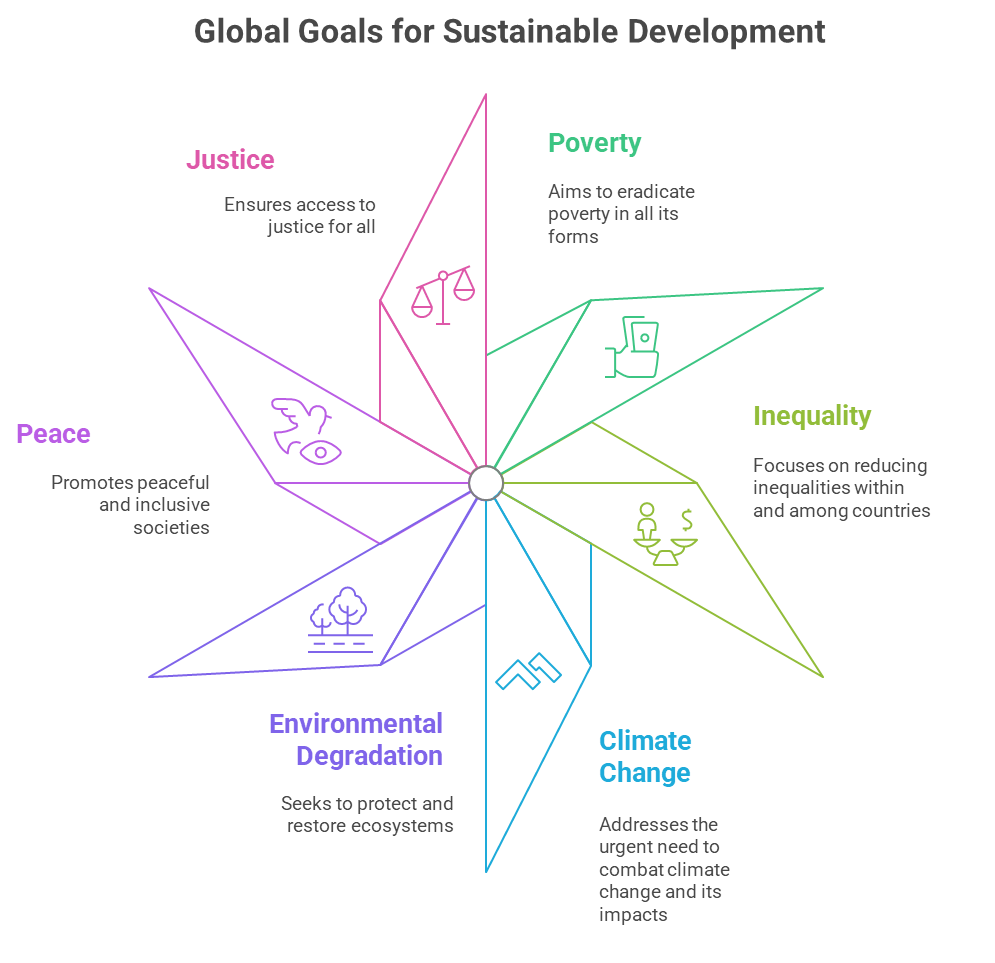 Global Goals for Sustainable Development
Justice
Ensures access to
justice for all
Poverty
Aims to eradicate
poverty in all its
forms
Peace
Promotes peaceful
and inclusive
societies
Inequality
Focuses on reducing
inequalities within
and among countries
Environmental
Degradation
Seeks to protect and
restore ecosystems
Climate
Change
Addresses the
urgent need to
combat climate
change and its
impacts